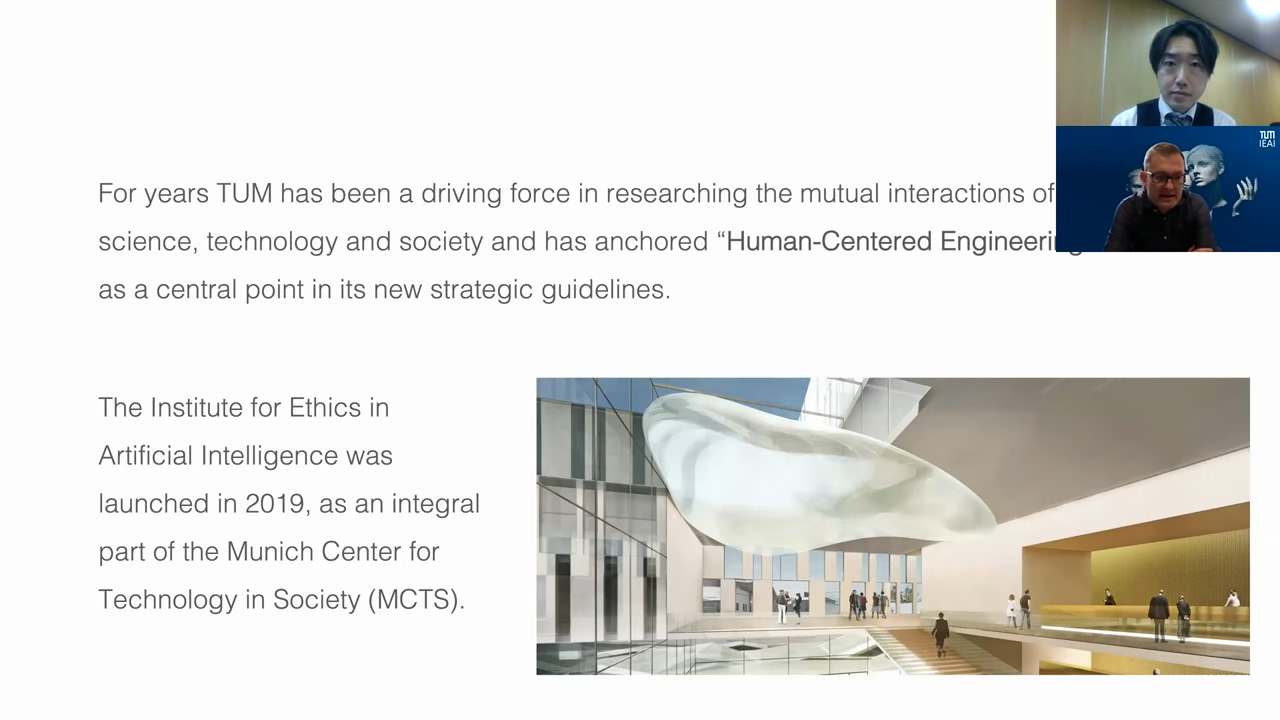 For years TUM has been a driving force in researching the mutual interactions of
science, technology and society and has anchored “Human-Centered Engineering
as a central point in its new strategic guidelines.
The Institute for Ethics in
Artificial Intelligence was
launched in 2019, as an integral
part of the Munich Center for
Technology in Society (MCTS).
TUM
IEAI